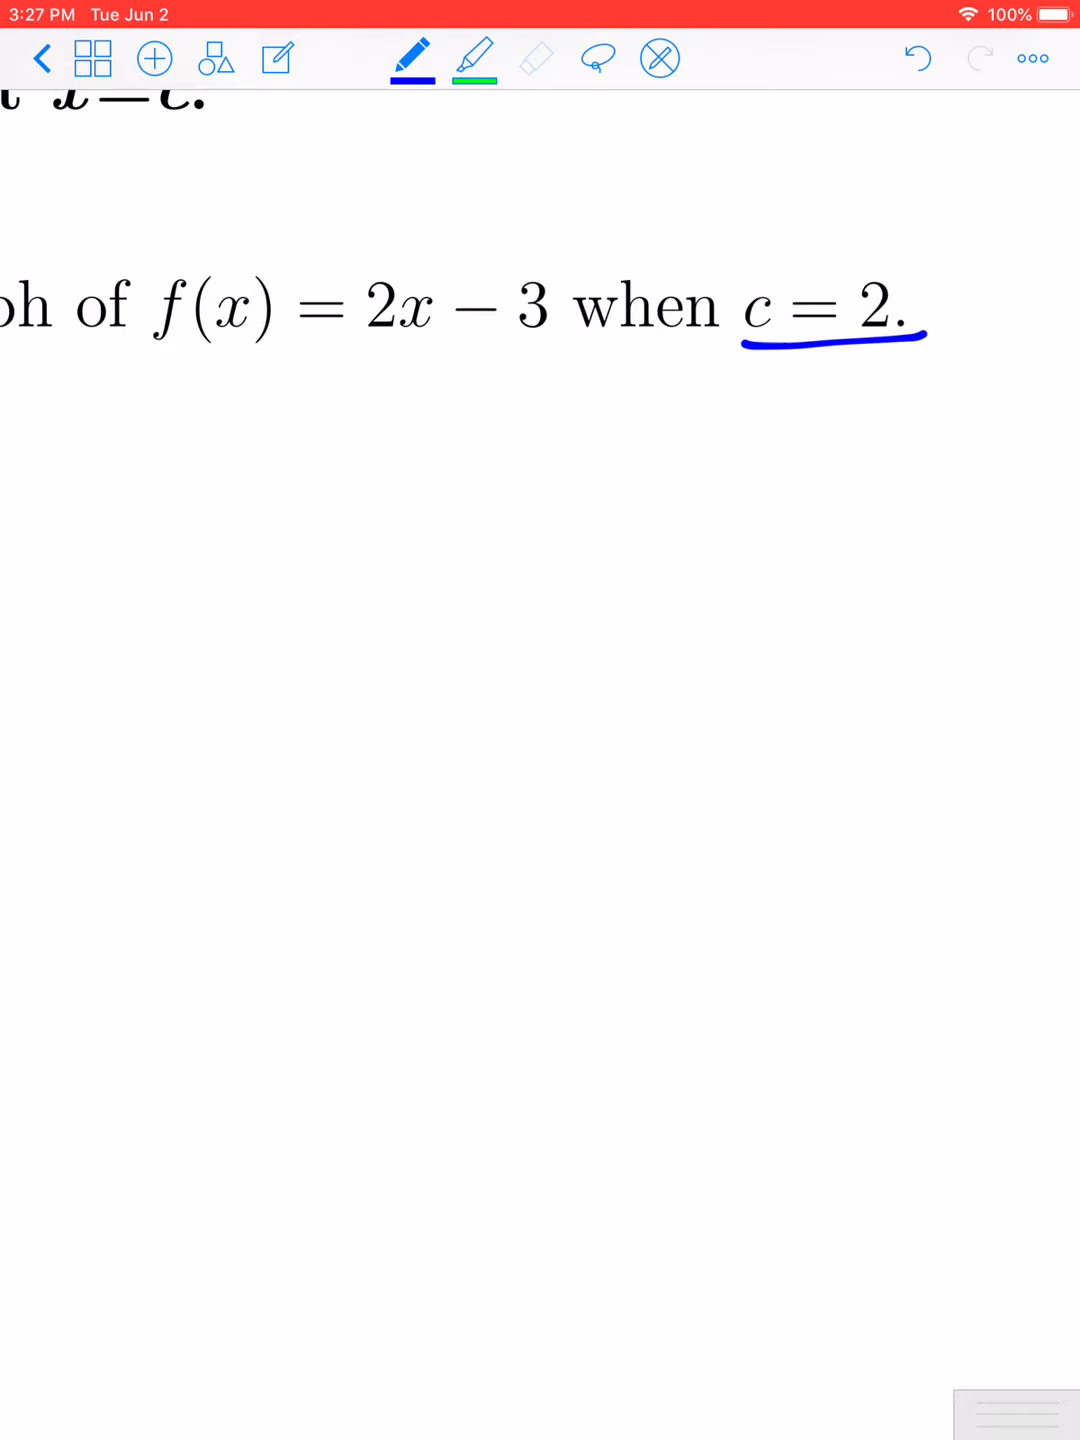 3:27 PM Tue Jun 2 100%
x=c.
of f(x) = 2x − 3 when c = 2.